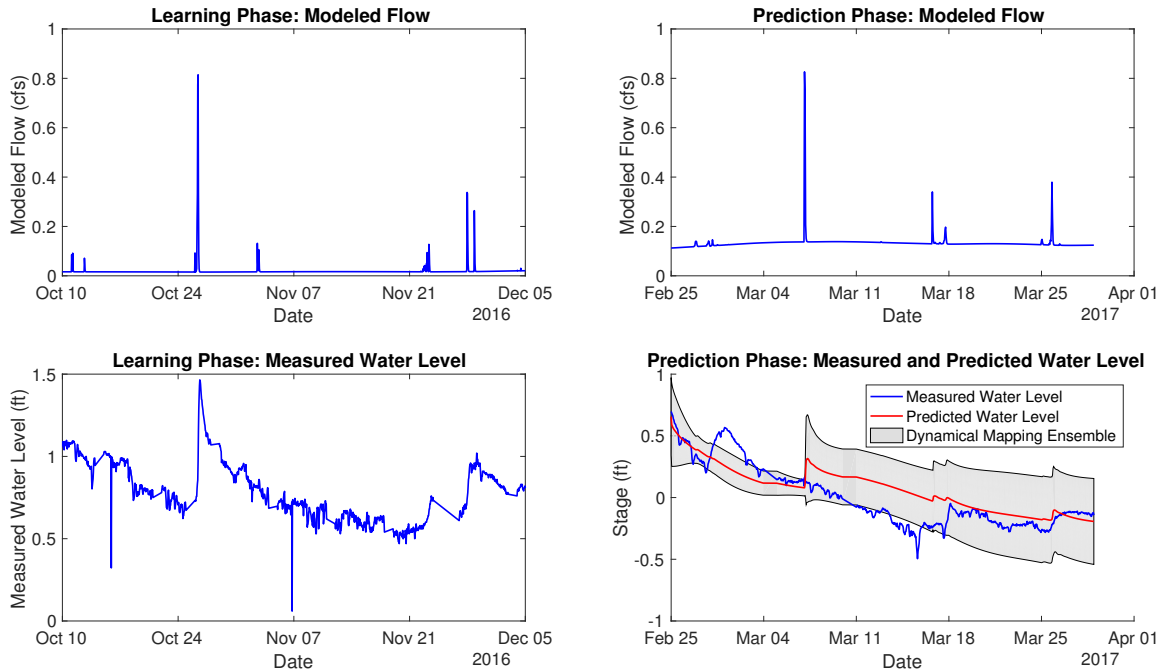 Learning Phase: Modeled Flow
1
0.8
0.6
0.4
0.2
0
Modeled Flow (cfs)
Oct 10
Oct 24
Nov 07
Nov 21
Dec 05
Date
2016
Prediction Phase: Modeled Flow
1
0.8
0.6
0.4
0.2
0
Modeled Flow (cfs)
Feb 25
Mar 04
Mar 11
Mar 18
Mar 25
Apr 01
Date
2017
Learning Phase: Measured Water Level
1.5
1
0.5
0
Measured Water Level (ft)
Oct 10
Oct 24
Nov 07
Nov 21
Dec 05
Date
2016
Prediction Phase: Measured and Predicted Water Level
1
0.5
0
-0.5
-1
Stage (ft)
Measured Water Level
Predicted Water Level
Dynamical Mapping Ensemble
Feb 25
Mar 04
Mar 11
Mar 18
Mar 25
Apr 01
Date
2017